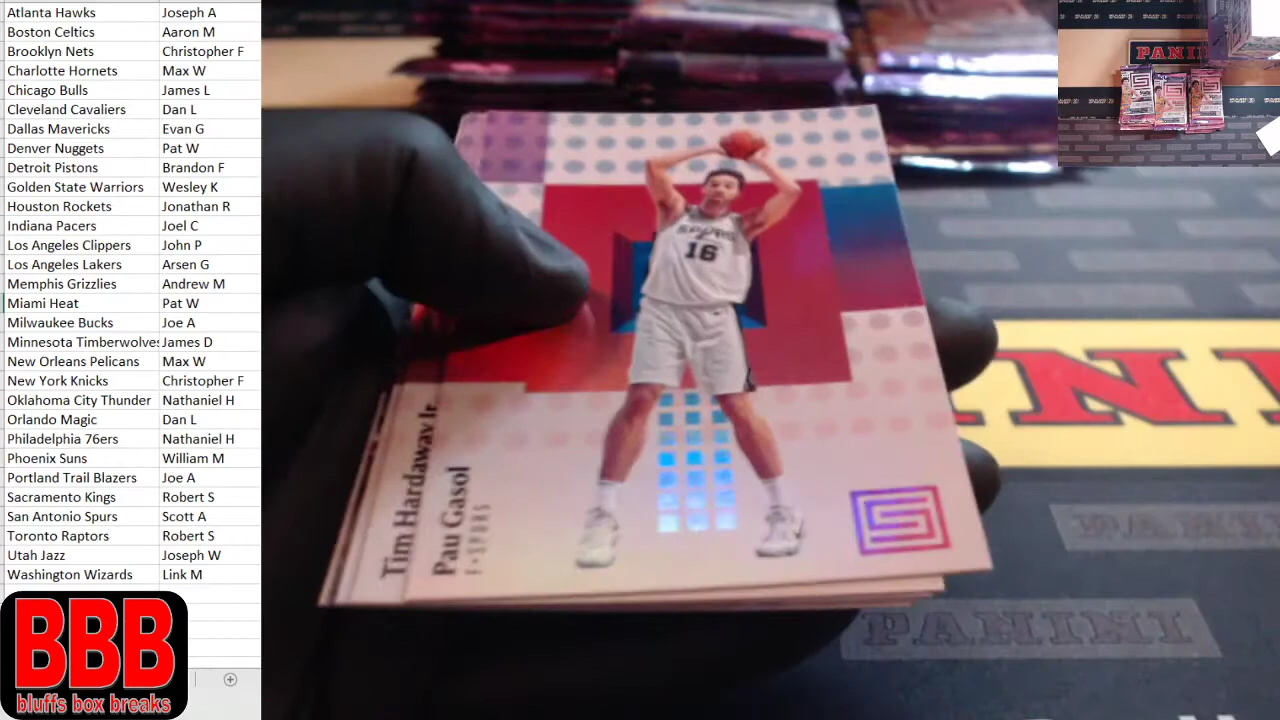 Atlanta Hawks Joseph A
Boston Celtics Aaron M
Brooklyn Nets Christopher F
Charlotte Hornets Max W
Chicago Bulls James L
Cleveland Cavaliers Dan L
Dallas Mavericks Evan G
Denver Nuggets Pat W
Detroit Pistons Brandon F
Golden State Warriors Wesley K
Houston Rockets Jonathan R
Indiana Pacers Joel C
Los Angeles Clippers John P
Los Angeles Lakers Arsen G
Memphis Grizzlies Andrew M
Miami Heat Pat W
Milwaukee Bucks Joe A
Minnesota Timberwolves James D
New Orleans Pelicans Max W
New York Knicks Christopher F
Oklahoma City Thunder Nathaniel H
Orlando Magic Dan L
Philadelphia 76ers Nathaniel H
Phoenix Suns William M
Portland Trail Blazers Joe A
Sacramento Kings Robert S
San Antonio Spurs Scott A
Toronto Raptors Robert S
Utah Jazz Joseph W
Washington Wizards Link M
BBB
bluffs box breaks
SPURS
16
Tim Hardaway Jr.
Pau Gasol
F • SPURS
PANINI
NI
PANINI
PANINI